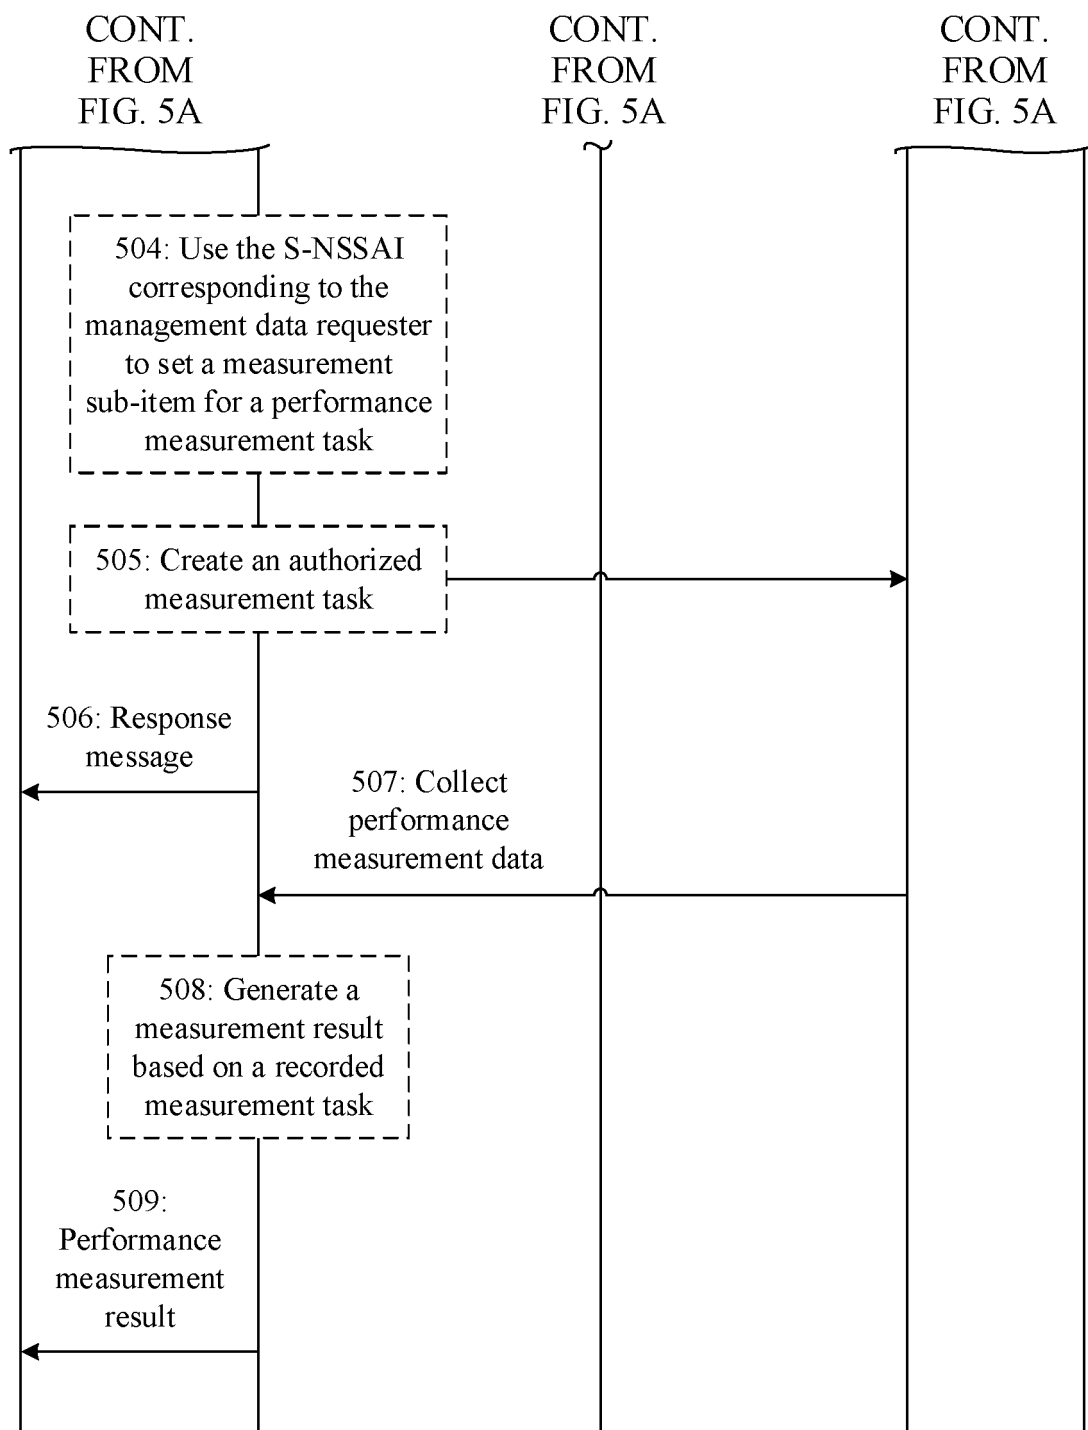 CONT.
FROM
FIG. 5A
CONT.
FROM
FIG. 5A
CONT.
FROM
FIG. 5A
504: Use the S-NSSAI
corresponding to the
management data requester
to set a measurement
sub-item for a performance
measurement task
505: Create an authorized
measurement task
506: Response
message
507: Collect
performance
measurement data
508: Generate a
measurement result
based on a recorded
measurement task
509:
Performance
measurement
result